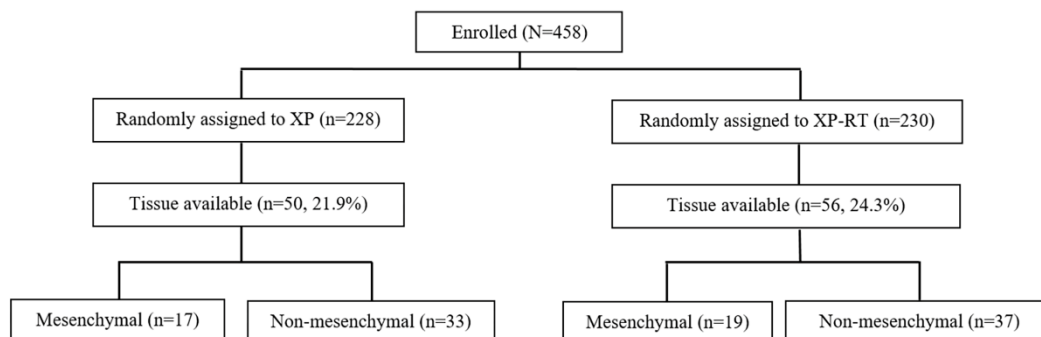 Enrolled (N=458)
Randomly assigned to XP (n=228)
Randomly assigned to XP-RT (n=230)
Tissue available (n=50, 21.9%)
Tissue available (n=56, 24.3%)
Mesenchymal (n=17)
Non-mesenchymal (n=33)
Mesenchymal (n=19)
Non-mesenchymal (n=37)